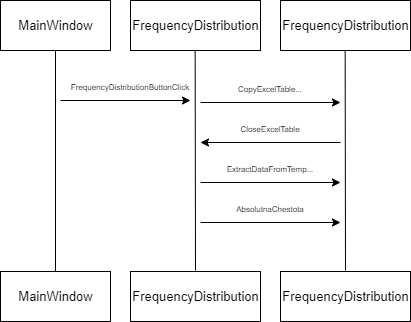 MainWindow
FrequencyDistribution
FrequencyDistribution
FrequencyDistributionButtonClick
CopyExcelTable...
CloseExcelTable
ExtractDataFromTemp...
AbsolutnaChestota
MainWindow
FrequencyDistribution
FrequencyDistribution